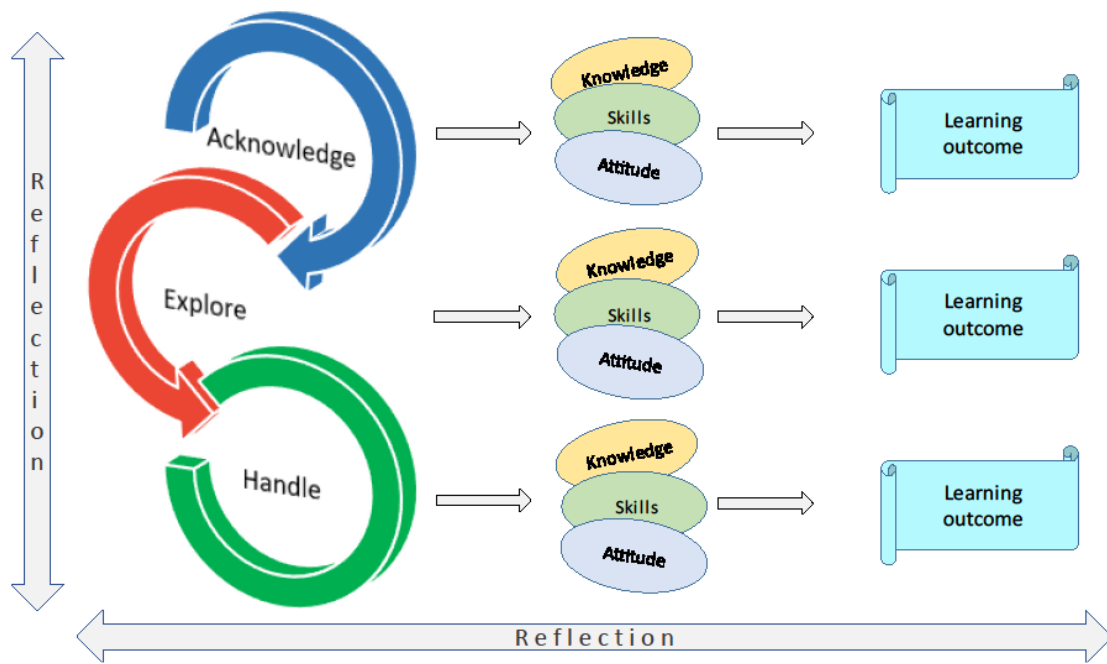 Reflection
Acknowledge
Knowledge
Skills
Attitude
Learning
outcome
Explore
Knowledge
Skills
Attitude
Learning
outcome
Handle
Knowledge
Skills
Attitude
Learning
outcome
Reflection